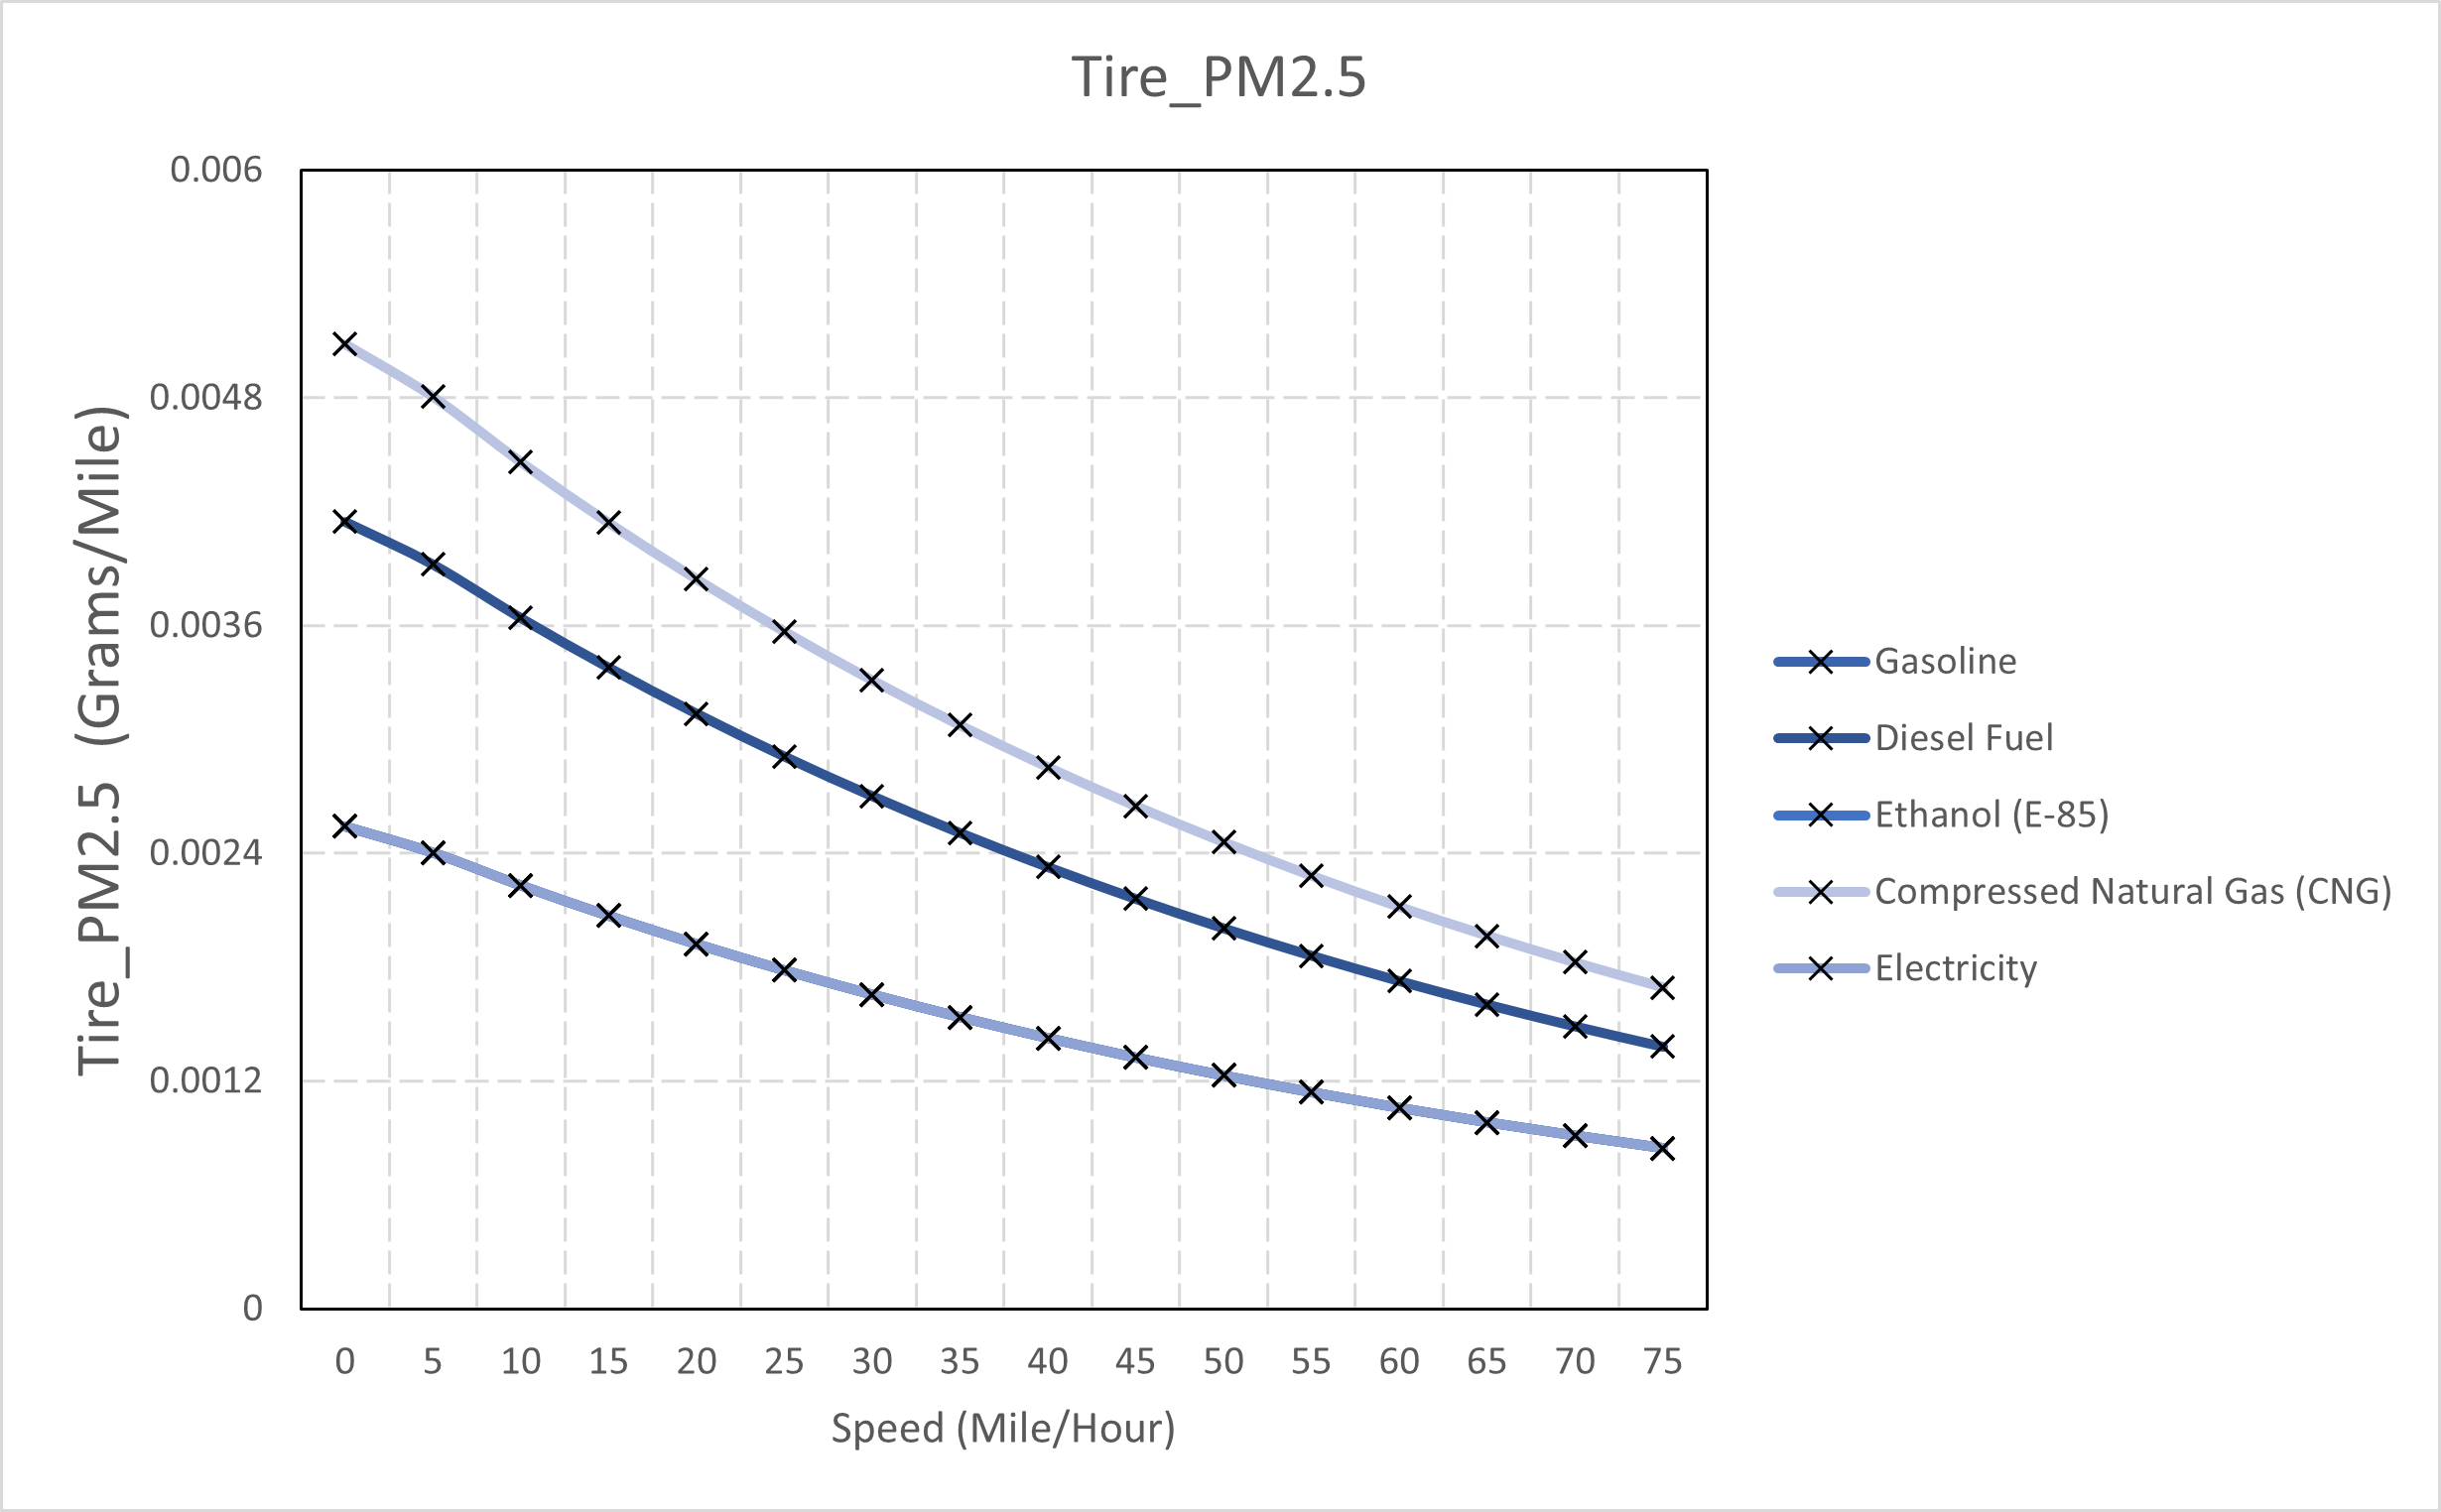 Tire_PM2.5
Tire_PM2.5 (Grams/Mile)
0.006
0.0048
0.0036
0.0024
0.0012
0
0 5 10 15 20 25 30 35 40 45 50 55 60 65 70 75
Speed (Mile/Hour)
Gasoline
Diesel Fuel
Ethanol (E-85)
Compressed Natural Gas (CNG)
Electricity